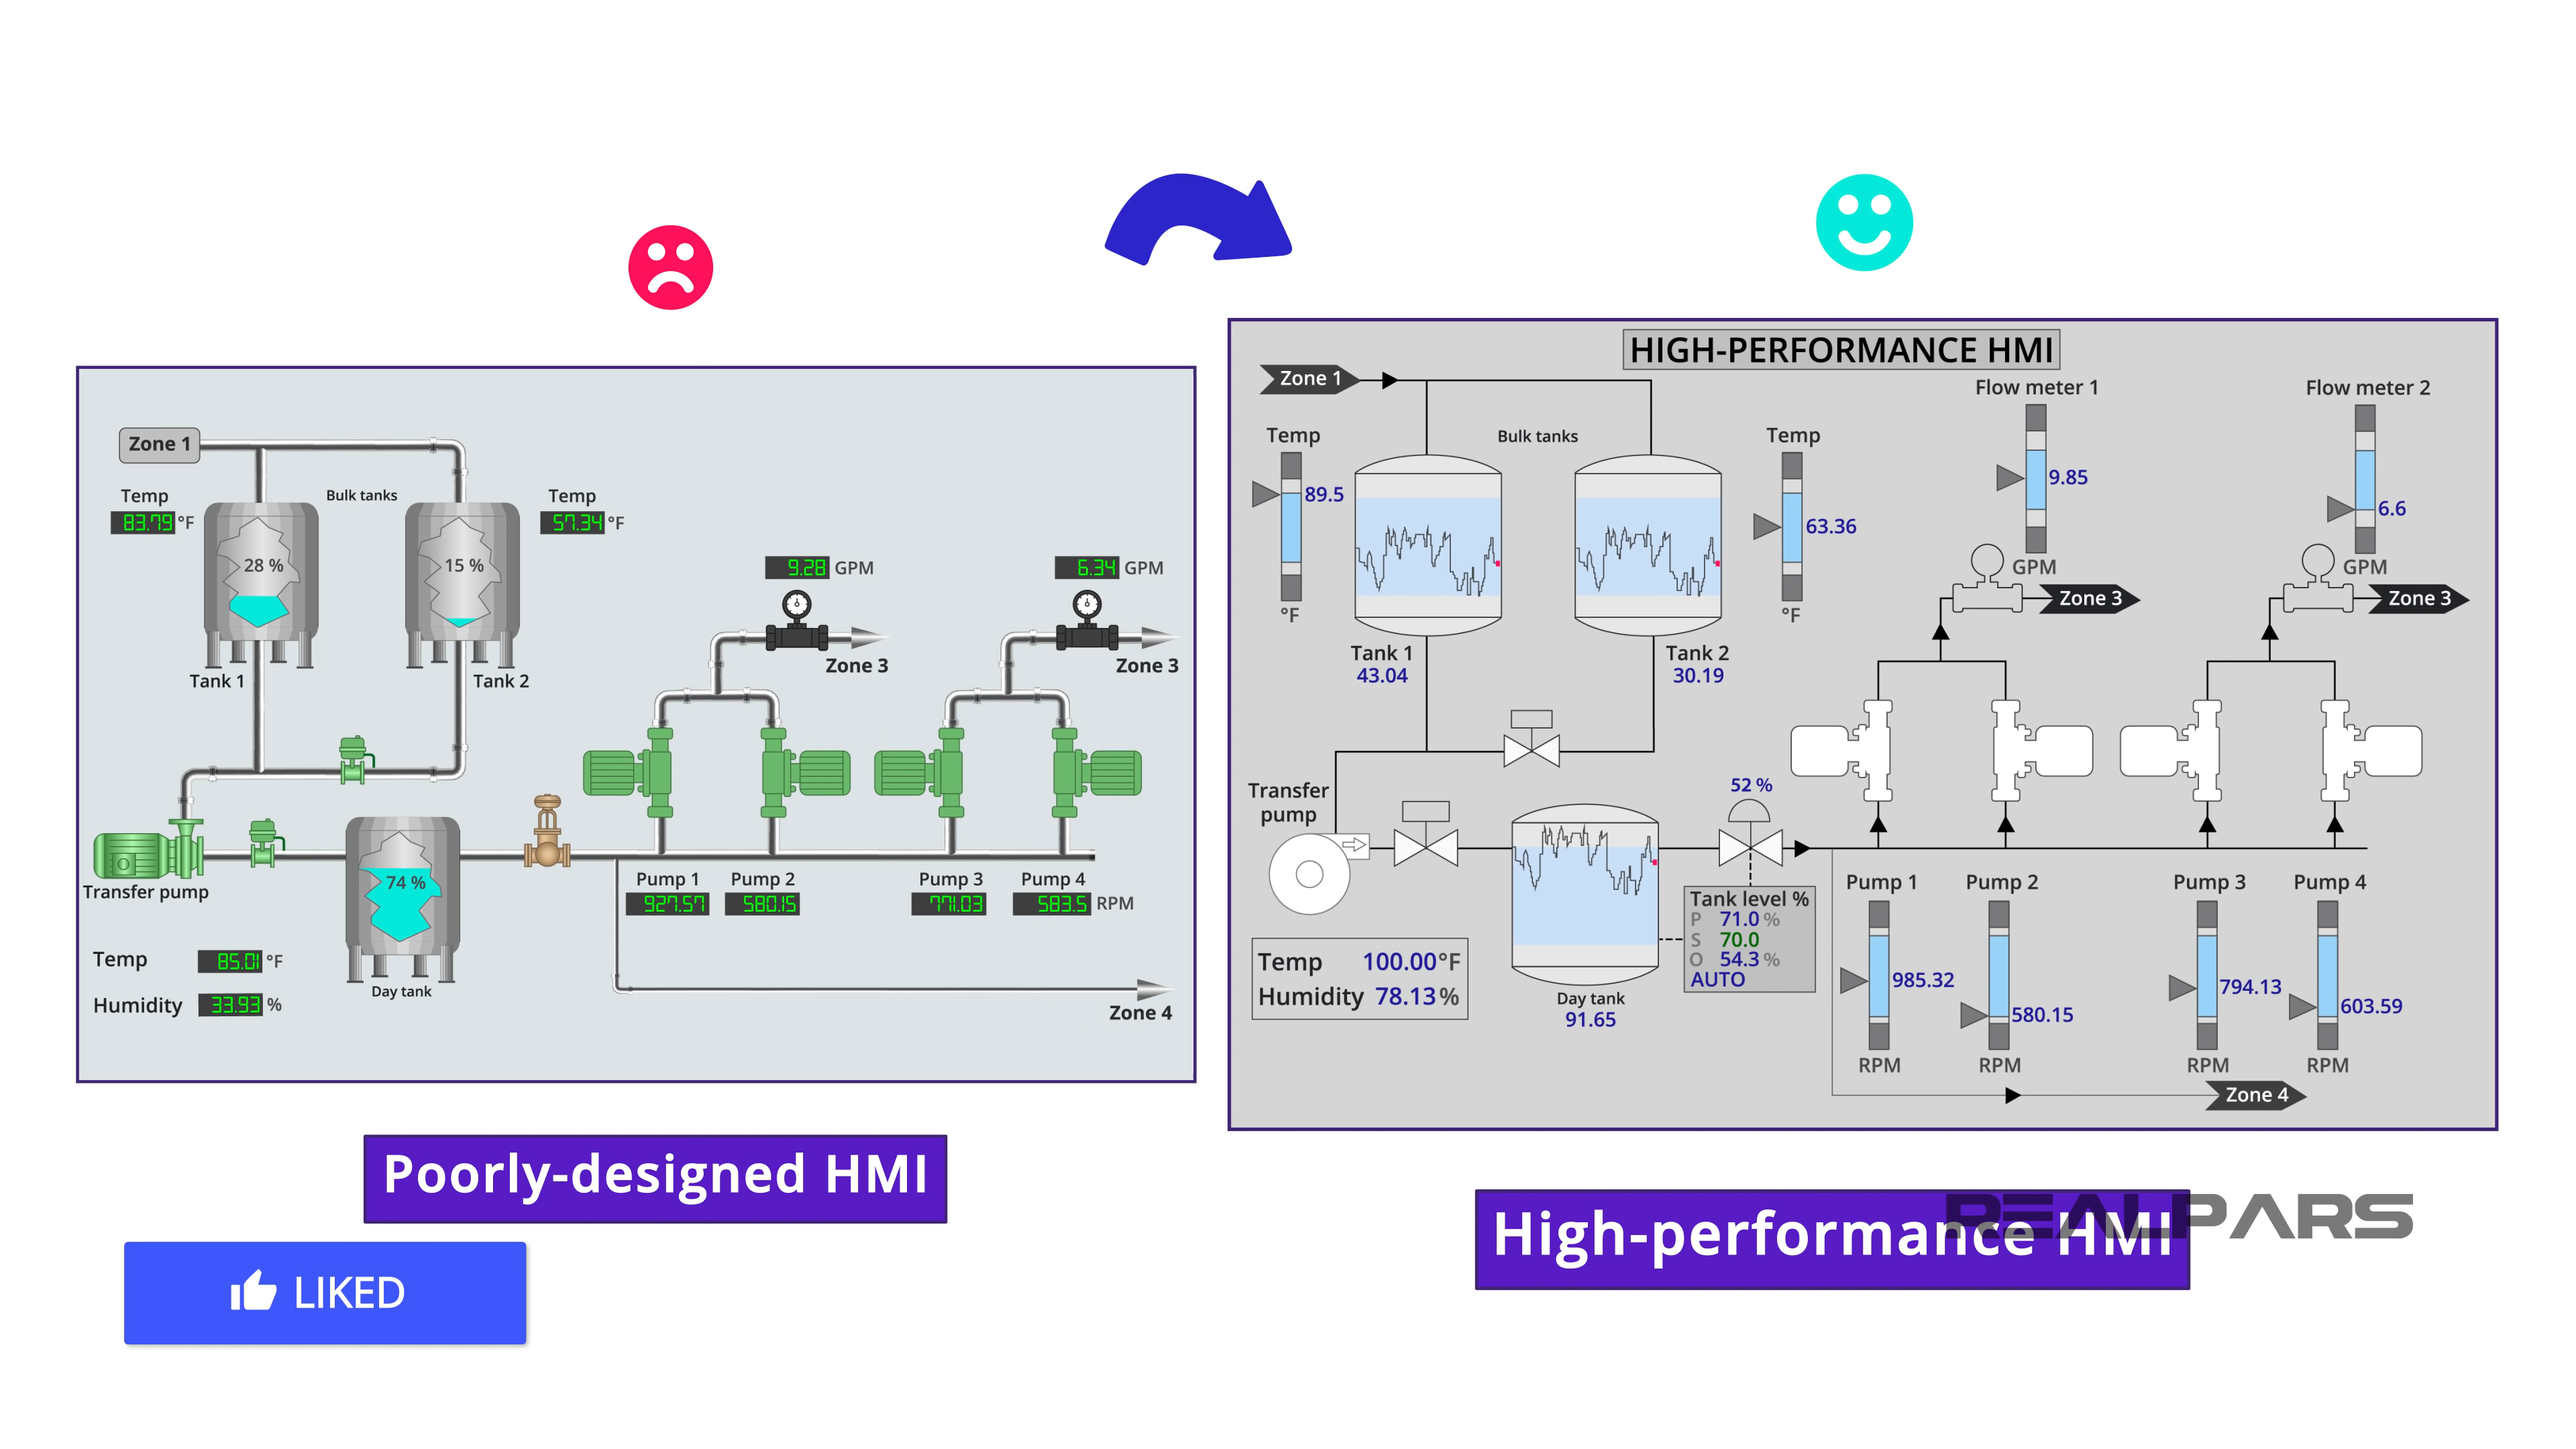 Zone 1
Temp
83.79 °F
Bulk tanks
Temp
57.34 °F
28 %
15 %
Tank 1
Tank 2
9.28 GPM
6.34 GPM
Zone 3
Zone 3
Transfer pump
74 %
Day tank
Pump 1
927.57
Pump 2
580.15
Pump 3
771.03
Pump 4
583.5 RPM
Temp 85.01 °F
Humidity 33.93 %
Zone 4
Poorly-designed HMI
LIKED
HIGH-PERFORMANCE HMI
Zone 1
Flow meter 1
Flow meter 2
Temp
Bulk tanks
Temp
89.5
63.36
9.85
6.6
°F
°F
GPM
GPM
Zone 3
Zone 3
Tank 1
43.04
Tank 2
30.19
Transfer
pump
52 %
Tank level %
P 71.0 %
S 70.0
O 54.3 %
AUTO
Temp 100.00°F
Humidity 78.13 %
Day tank
91.65
Pump 1
Pump 2
Pump 3
Pump 4
985.32
580.15
794.13
603.59
RPM
RPM
RPM
RPM
Zone 4
High-performance HMI
REALPARS